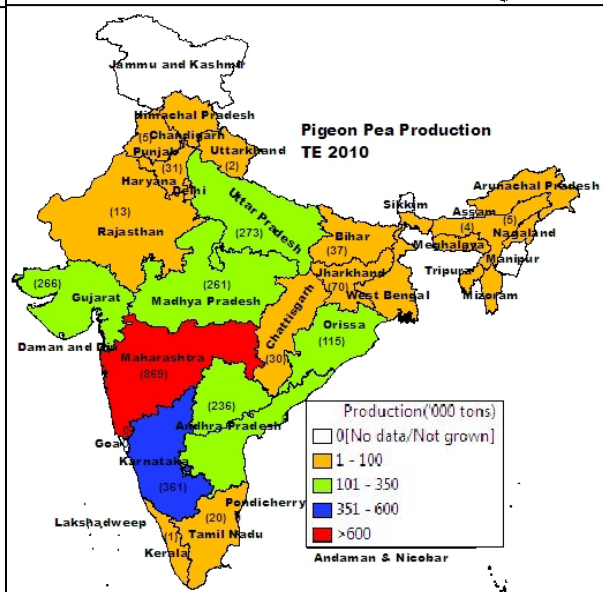 Jammu and Kashmir
Himachal Pradesh
(5) Chandigarh
Punjab
Uttarkhand
(31)
(2)
Haryana
Delhi
Pigeon Pea Production
TE 2010
(13)
Rajasthan
Uttar Pradesh
(273)
Sikkim
Arunachal Pradesh
Assam
(4)
(5)
Nagaland
Meghalaya
Manipur
Tripura
Mizoram
Bihar
(37)
Jharkhand
(70)
West Bengal
(266)
Gujarat
(261)
Madhya Pradesh
Chattisgarh
(30)
Orissa
(115)
Daman and Diu
Maharashtra
(869)
(236)
Andhra Pradesh
Goa
Karnataka
(361)
Pondicherry
Lakshadweep
(20)
Tamil Nadu
(1)
Kerala
Andaman & Nicobar
Production('000 tons)
0[No data/Not grown]
1 - 100
101 - 350
351 - 600
>600